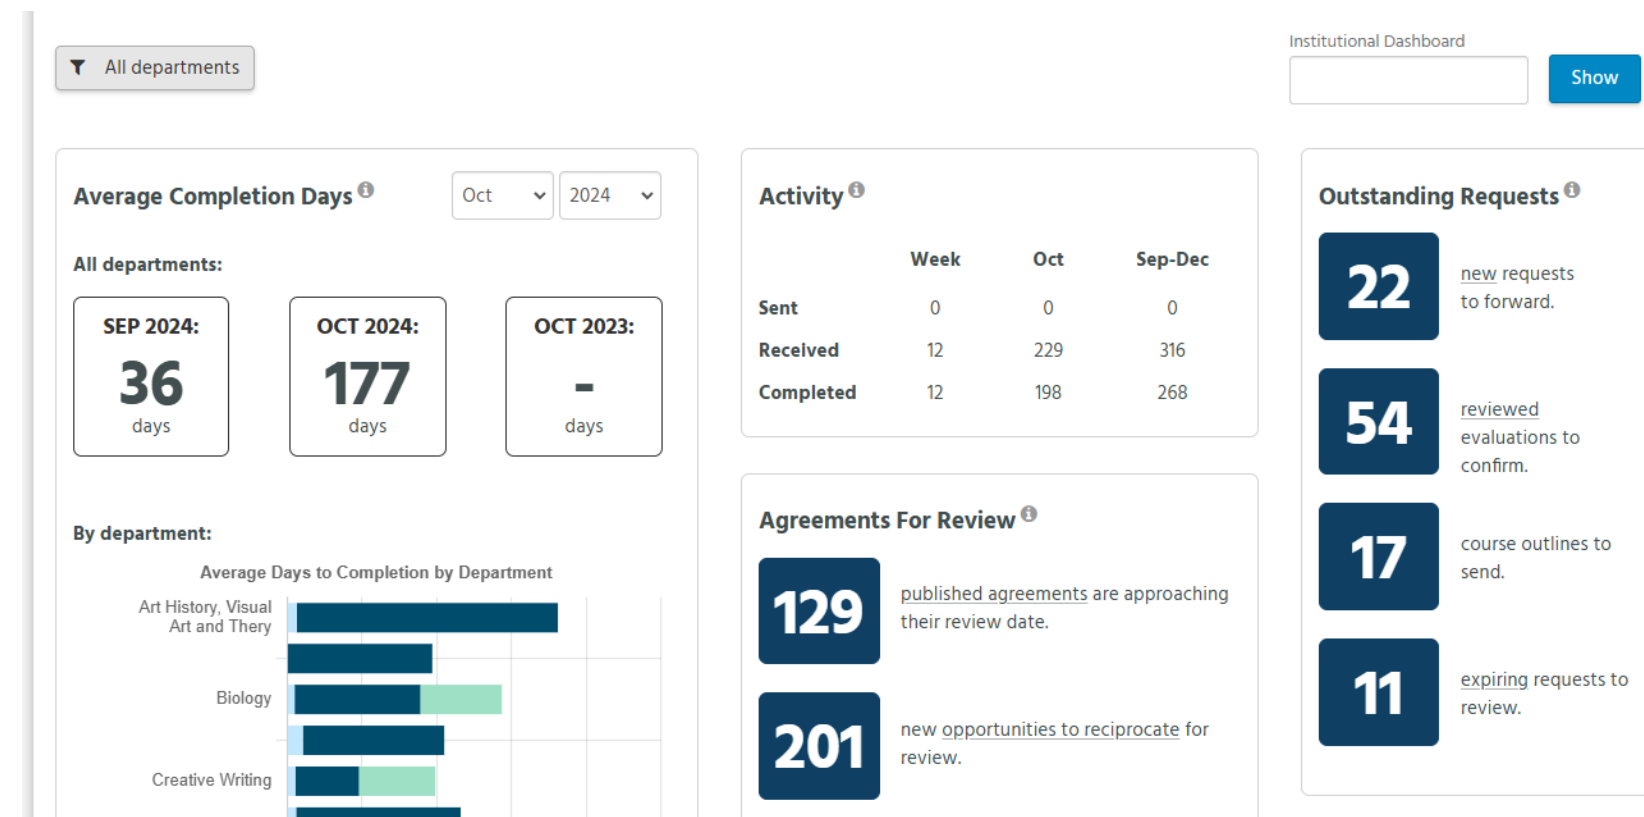 All departments
Institutional Dashboard
Show
Average Completion Days
Oct
2024
All departments:
SEP 2024:
36
days
OCT 2024:
177
days
OCT 2023:
-
days
By department:
Average Days to Completion by Department
Art History, Visual
Art and Thery
Biology
Creative Writing
Activity
Week Oct Sep-Dec
Sent 0 0 0
Received 12 229 316
Completed 12 198 268
Agreements For Review
129
published agreements are approaching
their review date.
201
new opportunities to reciprocate for
review.
Outstanding Requests
22
new requests
to forward.
54
reviewed
evaluations to
confirm.
17
course outlines to
send.
11
expiring requests to
review.